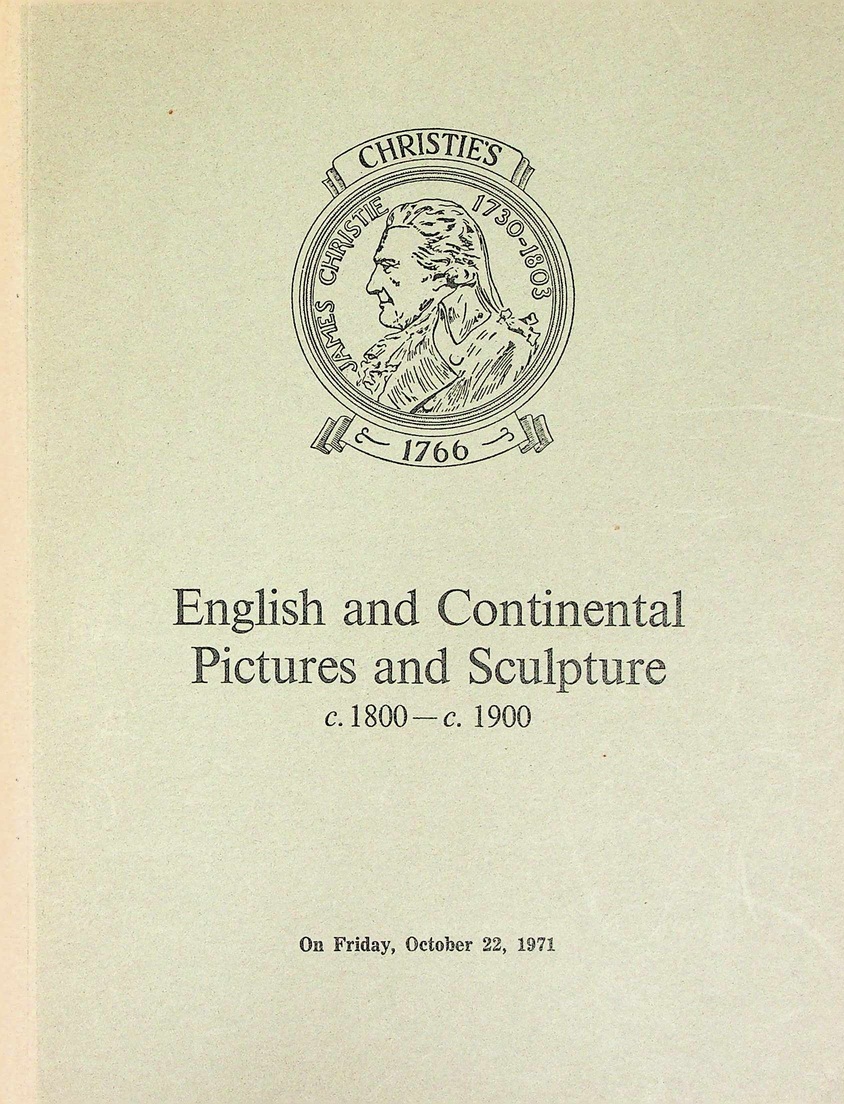 CHRISTIE'S
JAMES CHRISTIE 1730-1803
1766
English and Continental
Pictures and Sculpture
c. 1800—c. 1900
On Friday, October 22, 1971